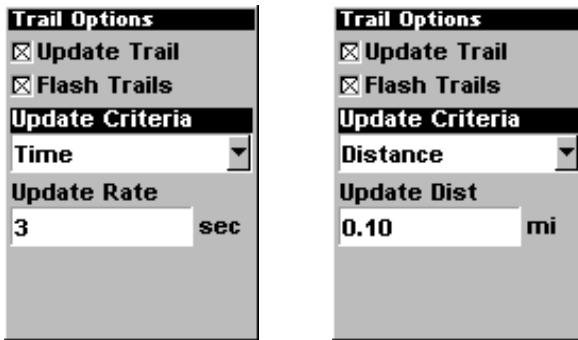 Trail Options
Update Trail
Flash Trails
Update Criteria
Time
Update Rate
3 sec
Trail Options
Update Trail
Flash Trails
Update Criteria
Distance
Update Dist
0.10 mi